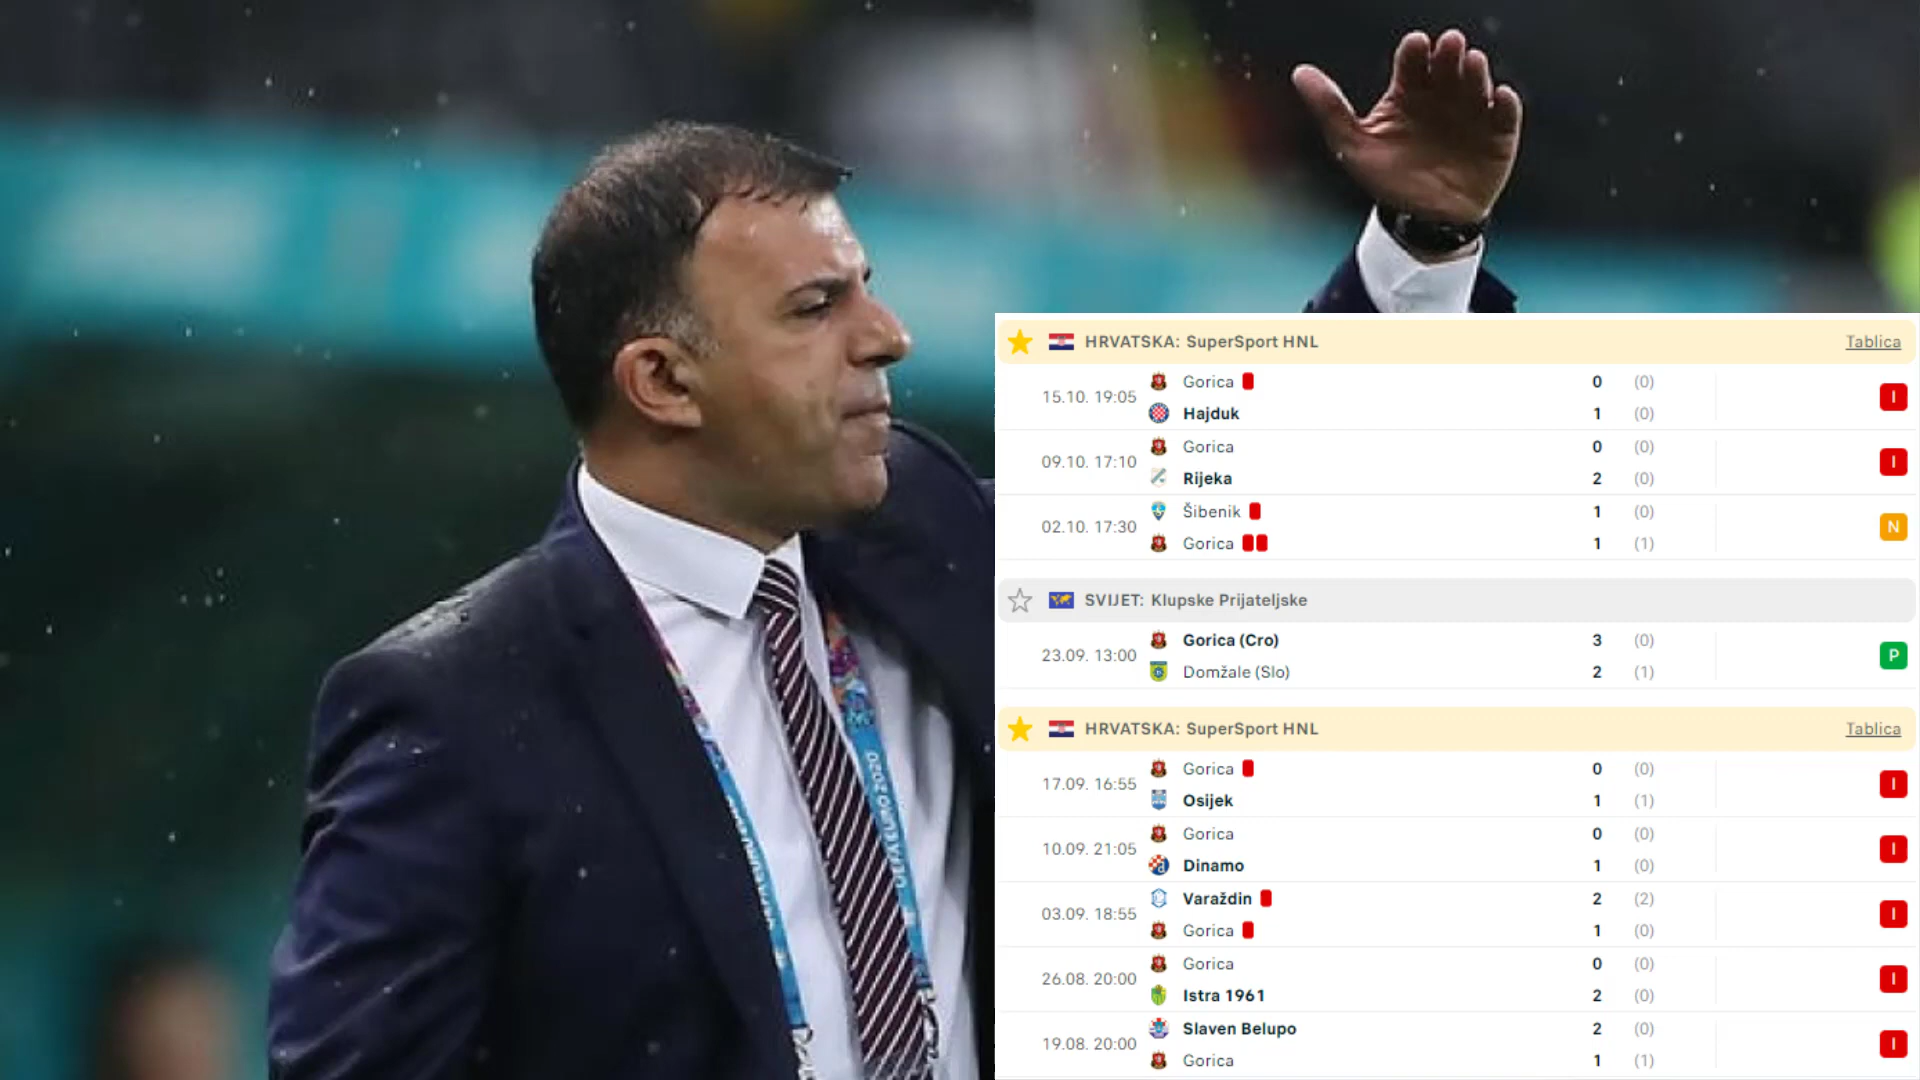 HRVATSKA: SuperSport HNL Tablica
15.10. 19:05 Gorica 0 (0) I
Hajduk 1 (0)
09.10. 17:10 Gorica 0 (0) I
Rijeka 2 (0)
02.10. 17:30 Šibenik 1 (0) N
Gorica 1 (1)
SVIJET: Klupske Prijateljske
23.09. 13:00 Gorica (Cro) 3 (0) P
Domžale (Slo) 2 (1)
HRVATSKA: SuperSport HNL Tablica
17.09. 16:55 Gorica 0 (0) I
Osijek 1 (1)
10.09. 21:05 Gorica 0 (0) I
Dinamo 1 (0)
03.09. 18:55 Varaždin 2 (2) I
Gorica 1 (0)
26.08. 20:00 Gorica 0 (0) I
Istra 1961 2 (0)
19.08. 20:00 Slaven Belupo 2 (0) I
Gorica 1 (1)